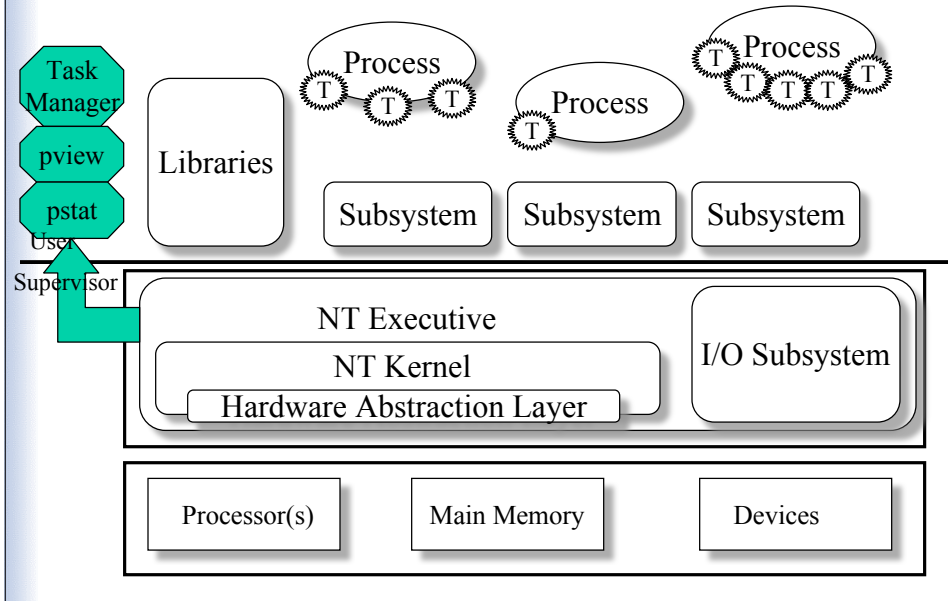 Task
Manager
pview
pstat
User
Supervisor
Libraries
Process
T
T
T
Process
T
Process
T
T
T
T
T
Subsystem
Subsystem
Subsystem
NT Executive
NT Kernel
Hardware Abstraction Layer
I/O Subsystem
Processor(s)
Main Memory
Devices